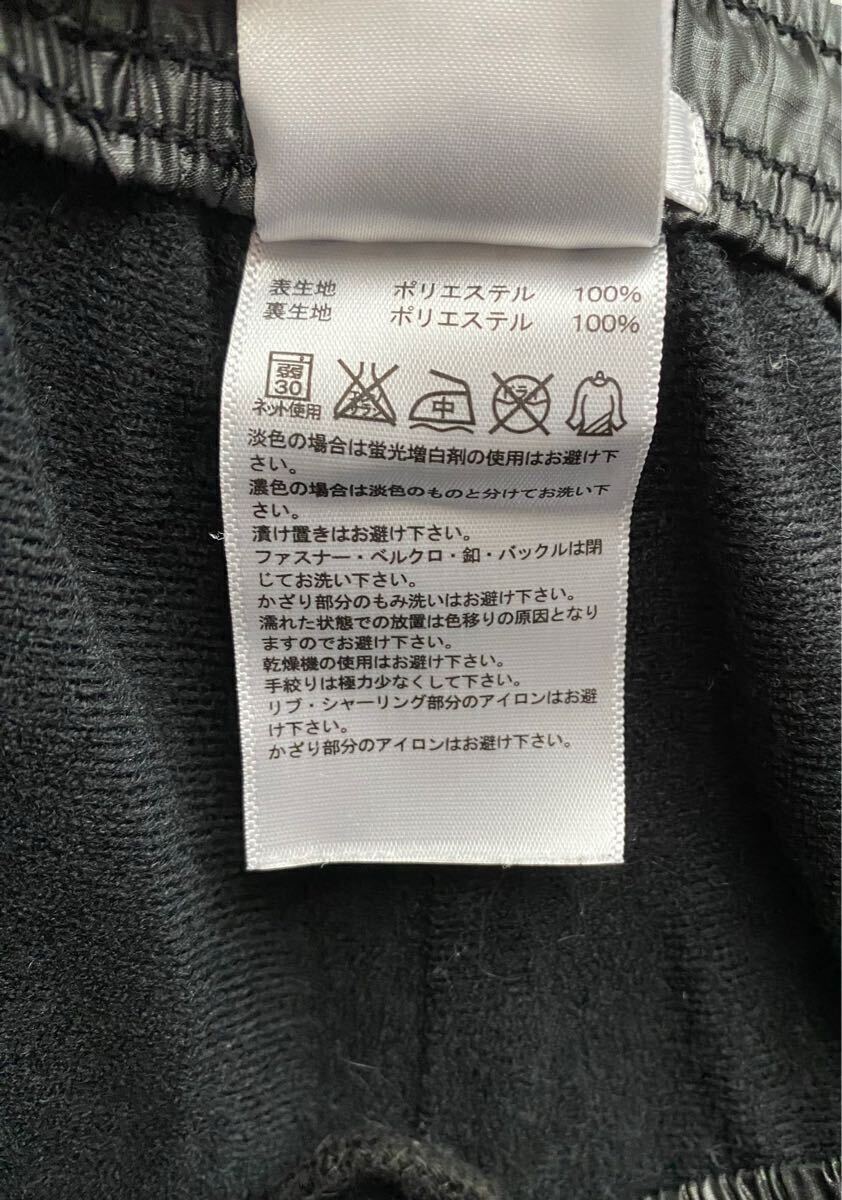 表生地 ポリエステル 100%
裏生地 ポリエステル 100%
弱
30
ネット使用
エンソ
サラシ
中
ドライ
淡色の場合は蛍光増白剤の使用はお避け下
さい。
濃色の場合は淡色のものと分けてお洗い下
さい。
漬け置きはお避け下さい。
ファスナー・ベルクロ・釦・バックルは閉
じてお洗い下さい。
かざり部分のもみ洗いはお避け下さい。
濡れた状態での放置は色移りの原因となり
ますのでお避け下さい。
乾燥機の使用はお避け下さい。
手絞りは極力少なくして下さい。
リブ・シャーリング部分のアイロンはお避
け下さい。
かざり部分のアイロンはお避け下さい。